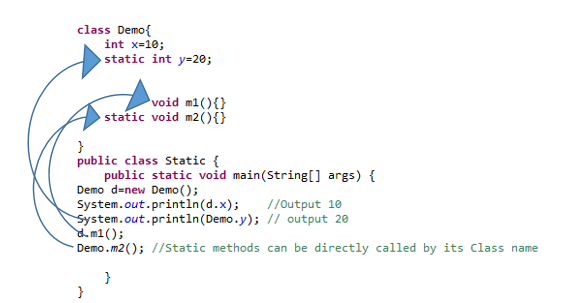 class Demo{
int x=10;
static int y=20;
void m1(){}
static void m2(){}
}
public class Static {
public static void main(String[] args) {
Demo d=new Demo();
System.out.println(d.x); //Output 10
System.out.println(Demo.y); // output 20
d.m1();
Demo.m2(); //Static methods can be directly called by its Class name
}
}